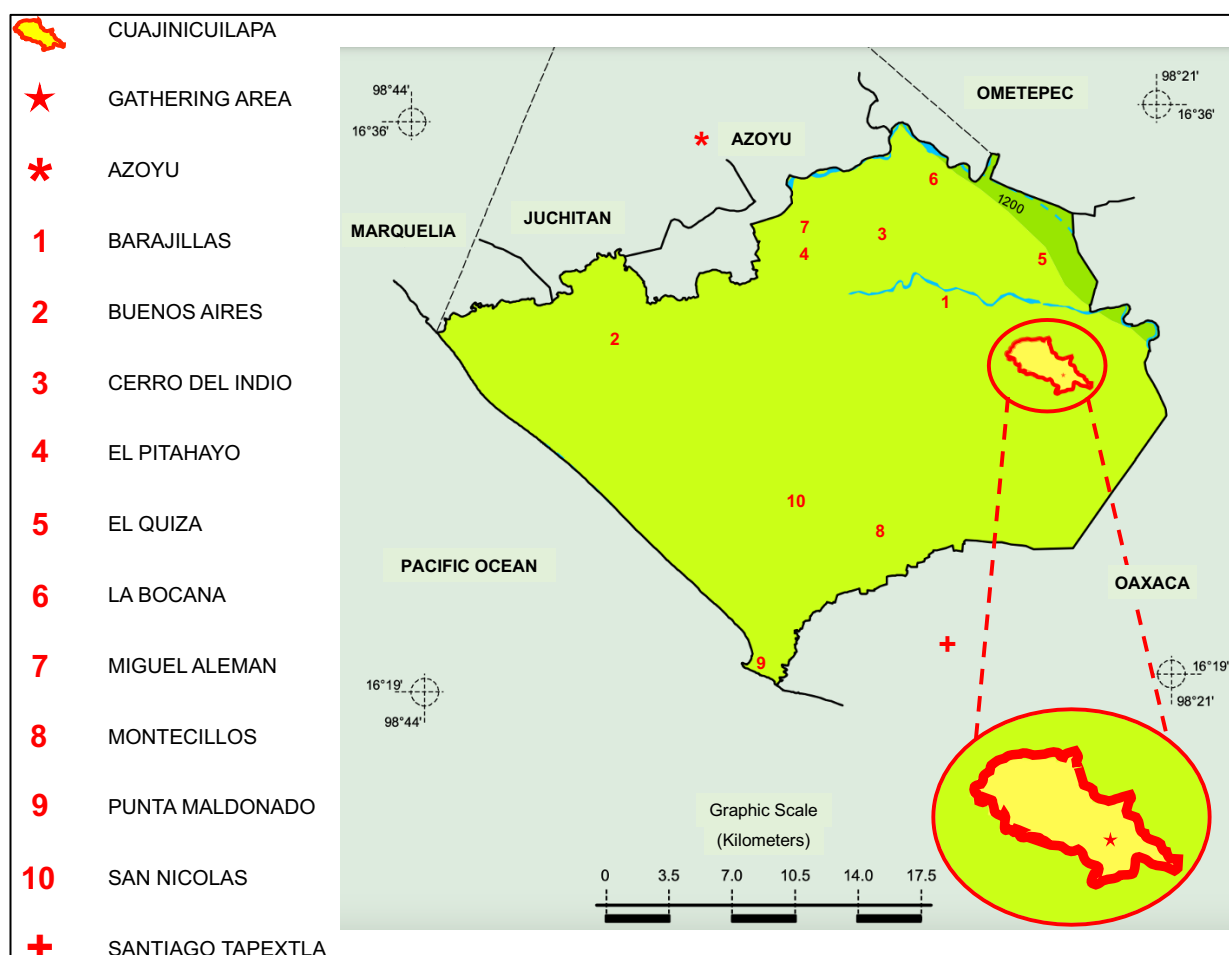 CUAJINICUILAPA
GATHERING AREA
* AZOYU
1 BARAJILLAS
2 BUENOS AIRES
3 CERRO DEL INDIO
4 EL PITAHAYO
5 EL QUIZA
6 LA BOCANA
7 MIGUEL ALEMAN
8 MONTECILLOS
9 PUNTA MALDONADO
10 SAN NICOLAS
+ SANTIAGO TAPEXTLA
98°44'
16°36'
98°21'
16°36'
OMETEPEC
* AZOYU
JUCHITAN
MARQUELIA
6
1200
7
3
4
5
1
2
10
8
PACIFIC OCEAN
OAXACA
+
9
16°19'
98°44'
16°19'
98°21'
Graphic Scale
(Kilometers)
0 3.5 7.0 10.5 14.0 17.5